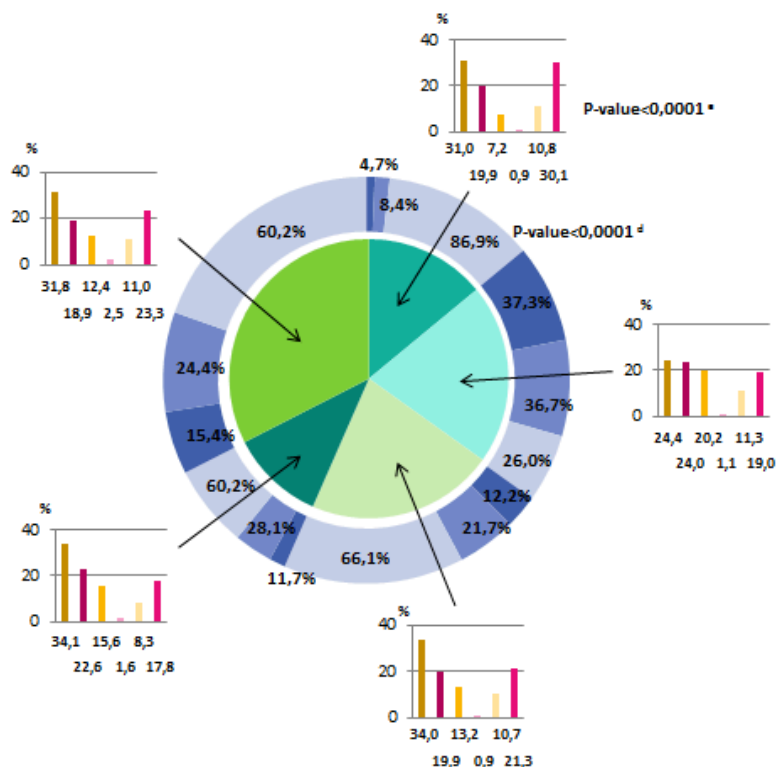 %
40
20
0
31,0 7,2 10,8
19,9 0,9 30,1
P-value<0,0001 e
%
40
20
0
31,8 12,4 11,0
18,9 2,5 23,3
4,7%
8,4%
86,9%
P-value<0,0001 d
60,2%
37,3%
36,7%
26,0%
%
40
20
0
24,4 20,2 11,3
24,0 1,1 19,0
24,4%
15,4%
60,2%
28,1%
11,7%
66,1%
21,7%
12,2%
%
40
20
0
34,1 15,6 8,3
22,6 1,6 17,8
%
40
20
0
34,0 13,2 10,7
19,9 0,9 21,3